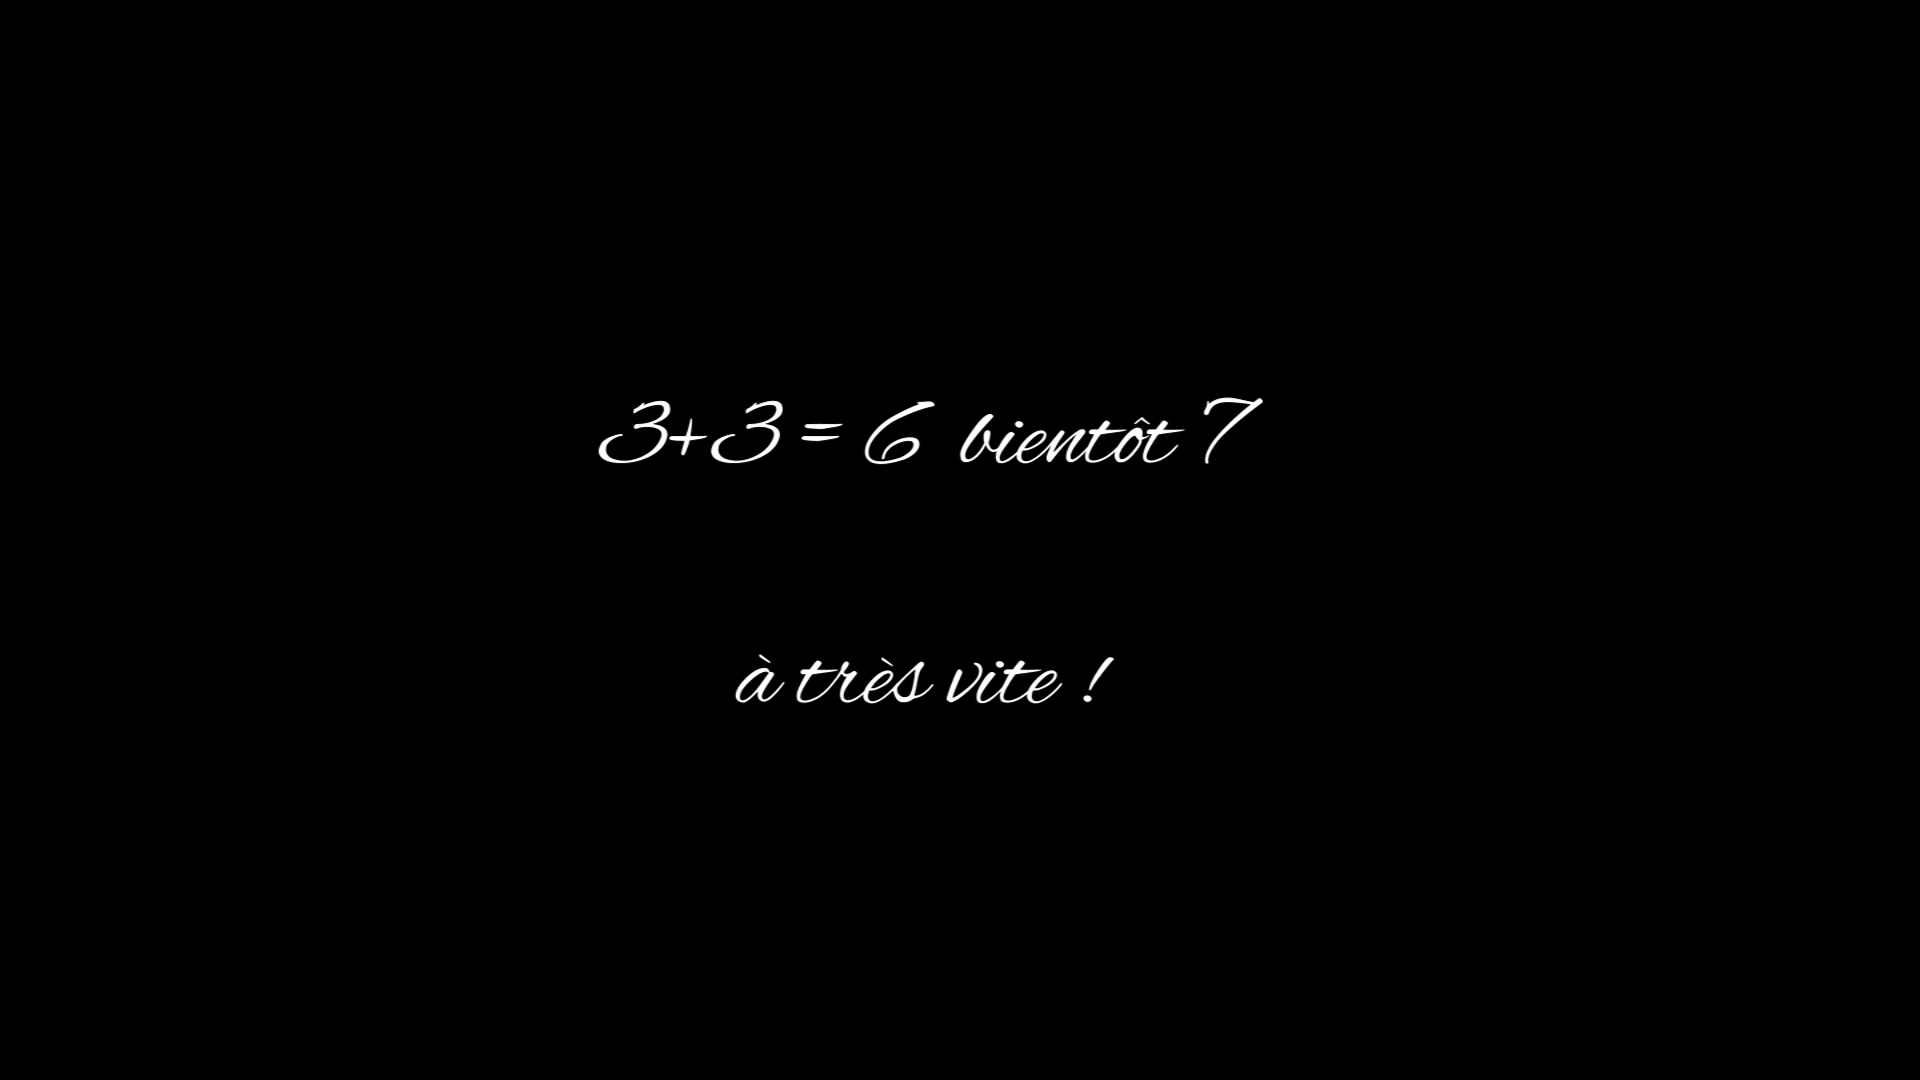 3+3 = 6 bientôt 7
à très vite !